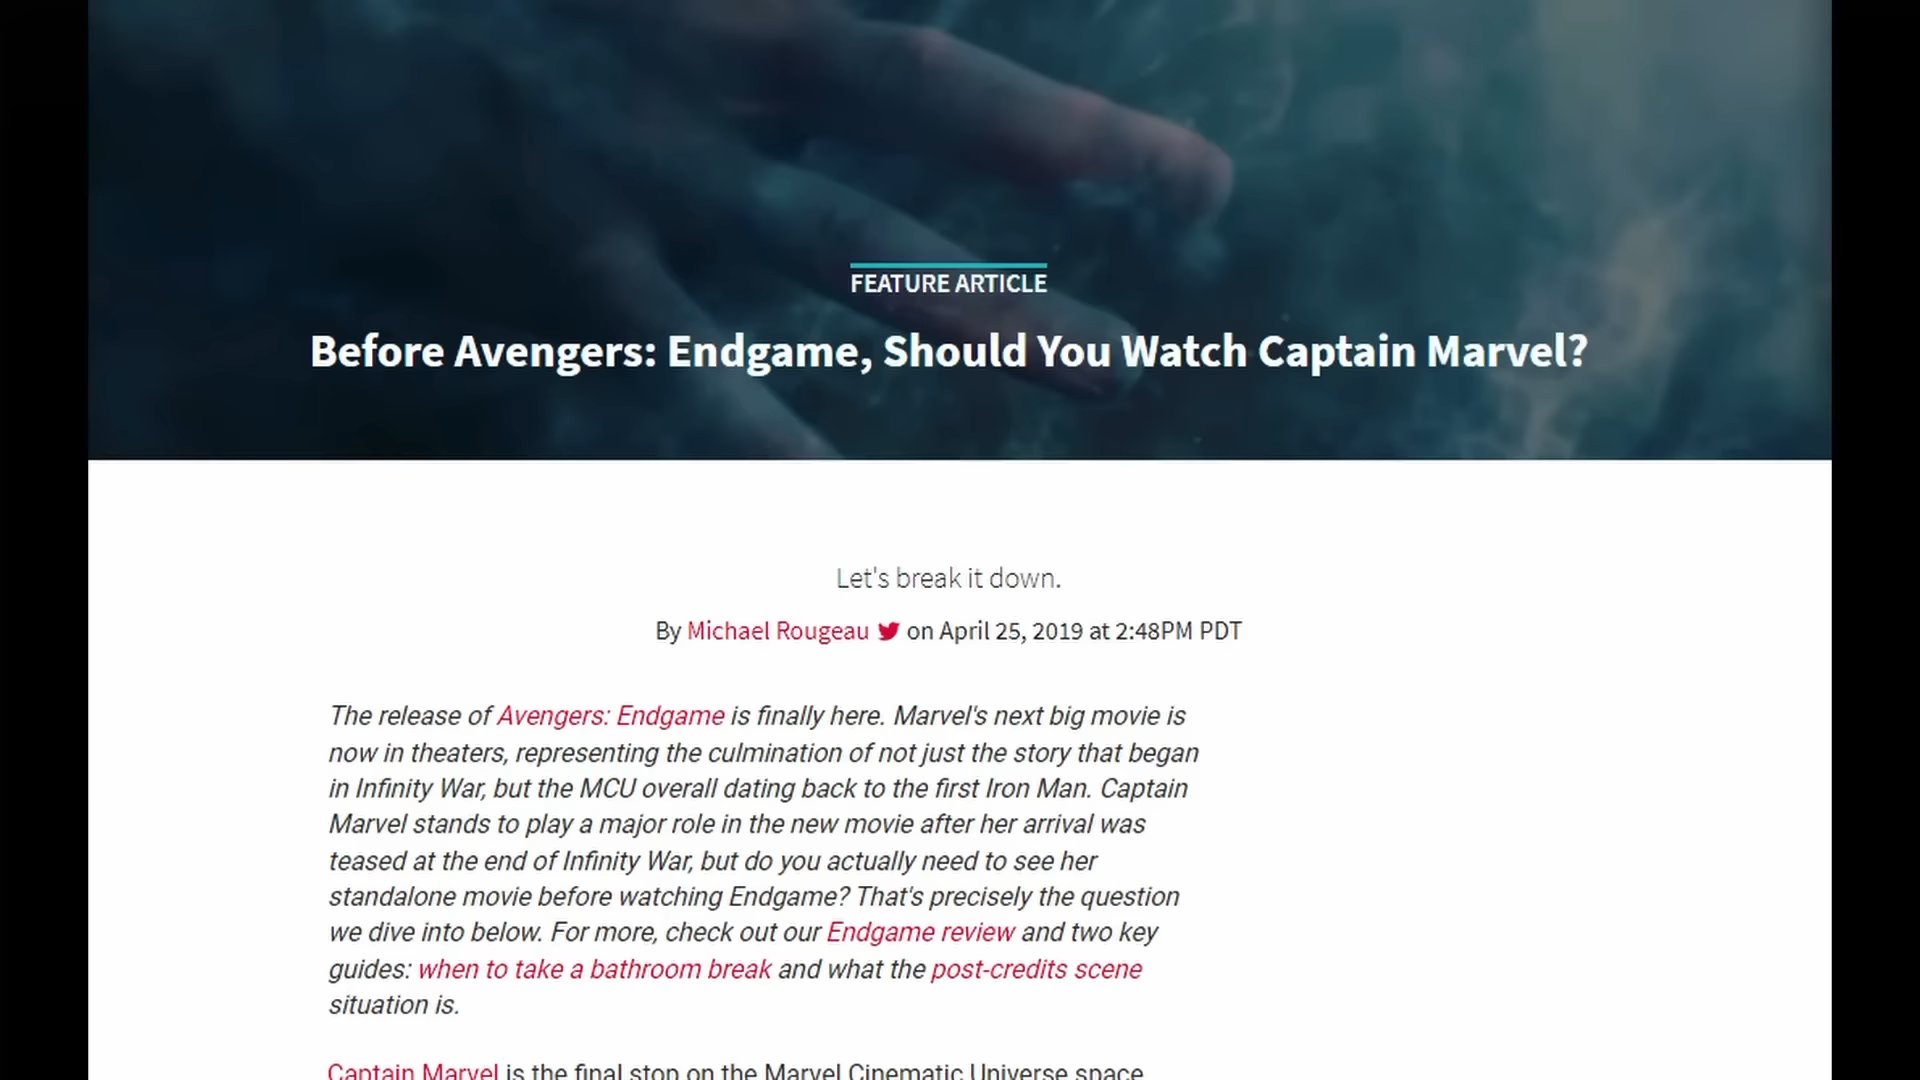 FEATURE ARTICLE
Before Avengers: Endgame, Should You Watch Captain Marvel?
Let's break it down.
By Michael Rougeau on April 25, 2019 at 2:48PM PDT
The release of Avengers: Endgame is finally here. Marvel's next big movie is
now in theaters, representing the culmination of not just the story that began
in Infinity War, but the MCU overall dating back to the first Iron Man. Captain
Marvel stands to play a major role in the new movie after her arrival was
teased at the end of Infinity War, but do you actually need to see her
standalone movie before watching Endgame? That's precisely the question
we dive into below. For more, check out our Endgame review and two key
guides: when to take a bathroom break and what the post-credits scene
situation is.
Captain Marvel is the final stop on the Marvel Cinematic Universe space